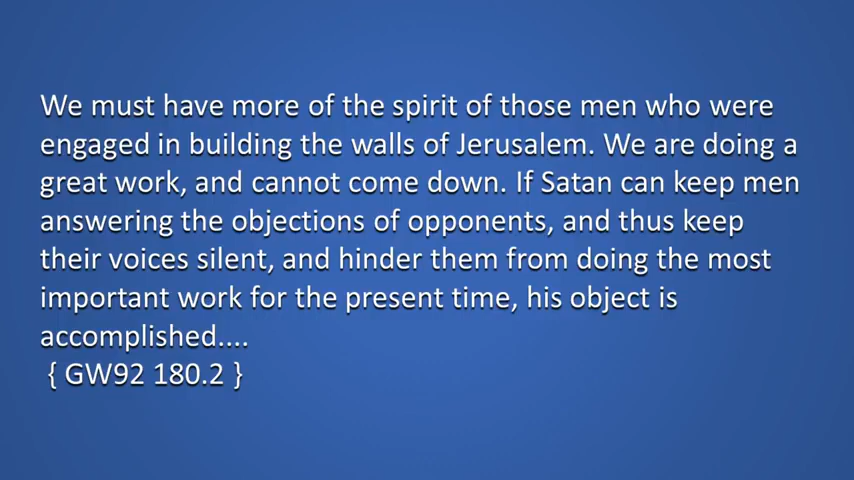 We must have more of the spirit of those men who were
engaged in building the walls of Jerusalem. We are doing a
great work, and cannot come down. If Satan can keep men
answering the objections of opponents, and thus keep
their voices silent, and hinder them from doing the most
important work for the present time, his object is
accomplished....
{ GW92 180.2 }